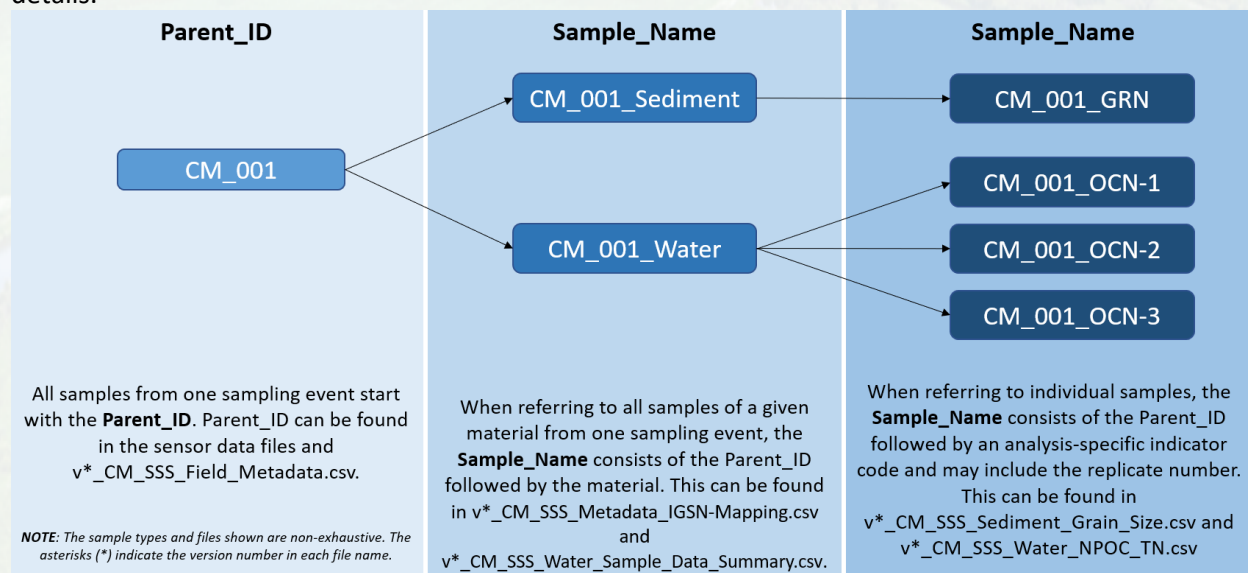 details.
Parent_ID
CM_001
All samples from one sampling event start
with the Parent_ID. Parent_ID can be found
in the sensor data files and
v*_CM_SSS_Field_Metadata.csv.
NOTE: The sample types and files shown are non-exhaustive. The
asterisks (*) indicate the version number in each file name.
Sample_Name
CM_001_Sediment
CM_001_Water
When referring to all samples of a given
material from one sampling event, the
Sample_Name consists of the Parent_ID
followed by the material. This can be found
in v*_CM_SSS_Metadata_IGSN-Mapping.csv
and
v*_CM_SSS_Water_Sample_Data_Summary.csv.
Sample_Name
CM_001_GRN
CM_001_OCN-1
CM_001_OCN-2
CM_001_OCN-3
When referring to individual samples, the
Sample_Name consists of the Parent_ID
followed by an analysis-specific indicator
code and may include the replicate number.
This can be found in
v*_CM_SSS_Sediment_Grain_Size.csv and
v*_CM_SSS_Water_NPOC_TN.csv